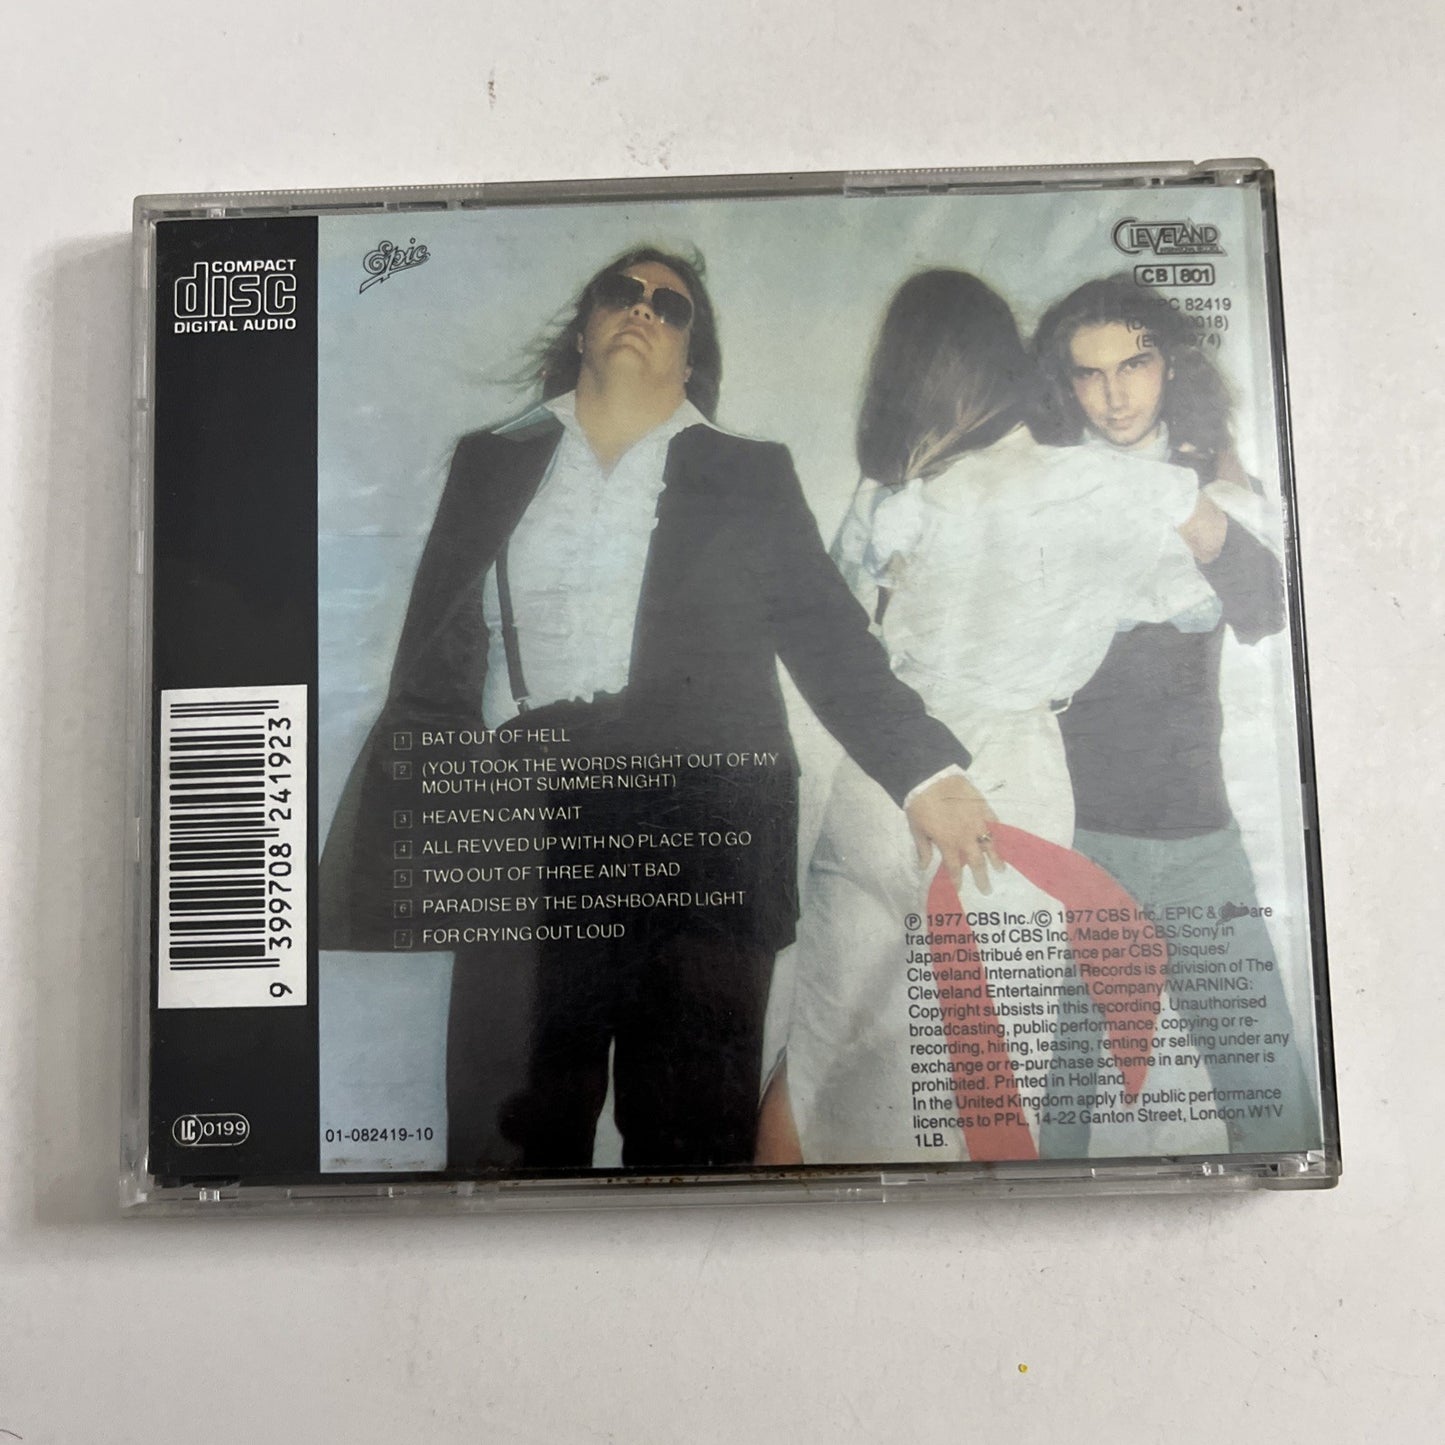 COMPACT
disc
DIGITAL AUDIO
Epic
CLEVELAND
CB 801
82419
1 BAT OUT OF HELL
2 (YOU TOOK THE WORDS RIGHT OUT OF MY
MOUTH (HOT SUMMER NIGHT)
3 HEAVEN CAN WAIT
4 ALL REVVED UP WITH NO PLACE TO GO
5 TWO OUT OF THREE AIN'T BAD
6 PARADISE BY THE DASHBOARD LIGHT
7 FOR CRYING OUT LOUD
9 399708 241923
LC 0199
01-082419-10
℗ 1977 CBS Inc./© 1977 CBS Inc./EPIC & Epic are
trademarks of CBS Inc./Made by CBS/Sony in
Japan/Distribué en France par CBS Disques/
Cleveland International Records is a division of The
Cleveland Entertainment Company/WARNING:
Copyright subsists in this recording. Unauthorised
broadcasting, public performance, copying or re-
recording, hiring, leasing, renting or selling under any
exchange or re-purchase scheme in any manner is
prohibited. Printed in Holland.
In the United Kingdom apply for public performance
licences to PPL, 14-22 Ganton Street, London W1V
1LB.